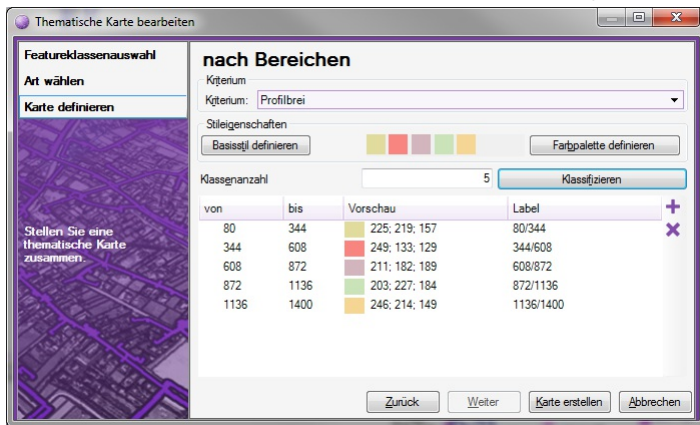 Thematische Karte bearbeiten
Featureklassenauswahl
Art wählen
Karte definieren
Stellen Sie eine
thematische Karte
zusammen.
nach Bereichen
Kriterium
Kriterium: Profilbrei
Stileigenschaften
Basisstil definieren
Farbpalette definieren
Klassenanzahl 5 Klassifizieren
von bis Vorschau Label
80 344 225; 219; 157 80/344
344 608 249; 133; 129 344/608
608 872 211; 182; 189 608/872
872 1136 203; 227; 184 872/1136
1136 1400 246; 214; 149 1136/1400
Zurück Weiter Karte erstellen Abbrechen